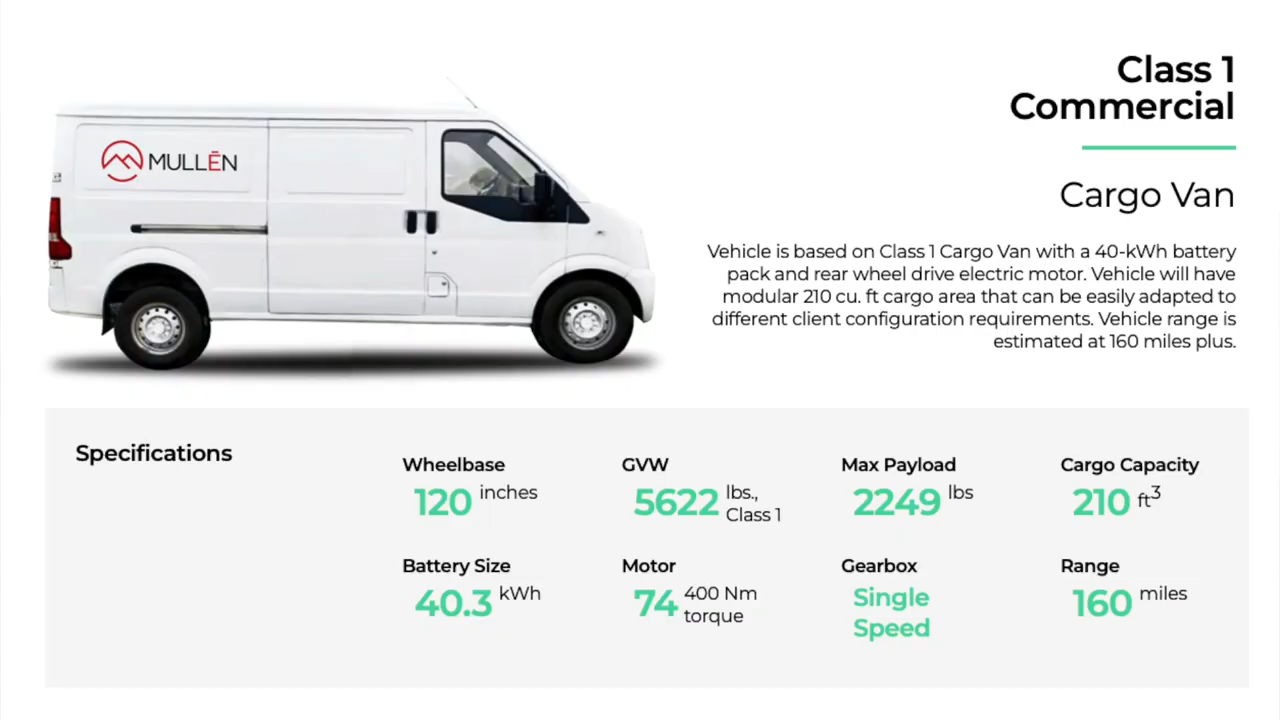 MULLĒN
Class 1
Commercial
Cargo Van
Vehicle is based on Class 1 Cargo Van with a 40-kWh battery
pack and rear wheel drive electric motor. Vehicle will have
modular 210 cu. ft cargo area that can be easily adapted to
different client configuration requirements. Vehicle range is
estimated at 160 miles plus.
Specifications
Wheelbase
120 inches
GVW
5622 lbs.,
Class 1
Max Payload
2249 lbs
Cargo Capacity
210 ft³
Battery Size
40.3 kWh
Motor
74 400 Nm
torque
Gearbox
Single
Speed
Range
160 miles